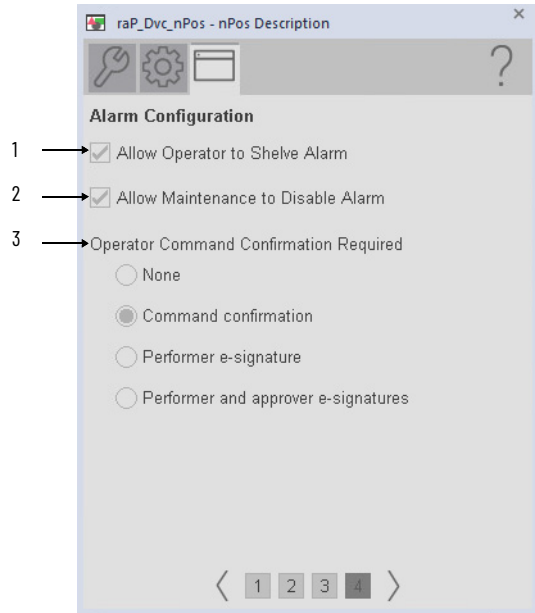 raP_Dvc_nPos - nPos Description
×
?
Alarm Configuration
1
Allow Operator to Shelve Alarm
2
Allow Maintenance to Disable Alarm
3
Operator Command Confirmation Required
None
Command confirmation
Performer e-signature
Performer and approver e-signatures
1 2 3 4